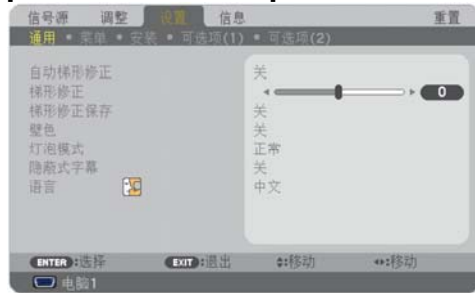 信号源 调整 设置 信息 重置
通用 • 菜单 • 安装 • 可选项(1) • 可选项(2)
自动梯形修正 关
梯形修正 0
梯形修正保存 关
壁色 关
灯泡模式 正常
隐蔽式字幕 关
语言 中文
ENTER:选择 EXIT:退出 :移动 :移动
电脑1